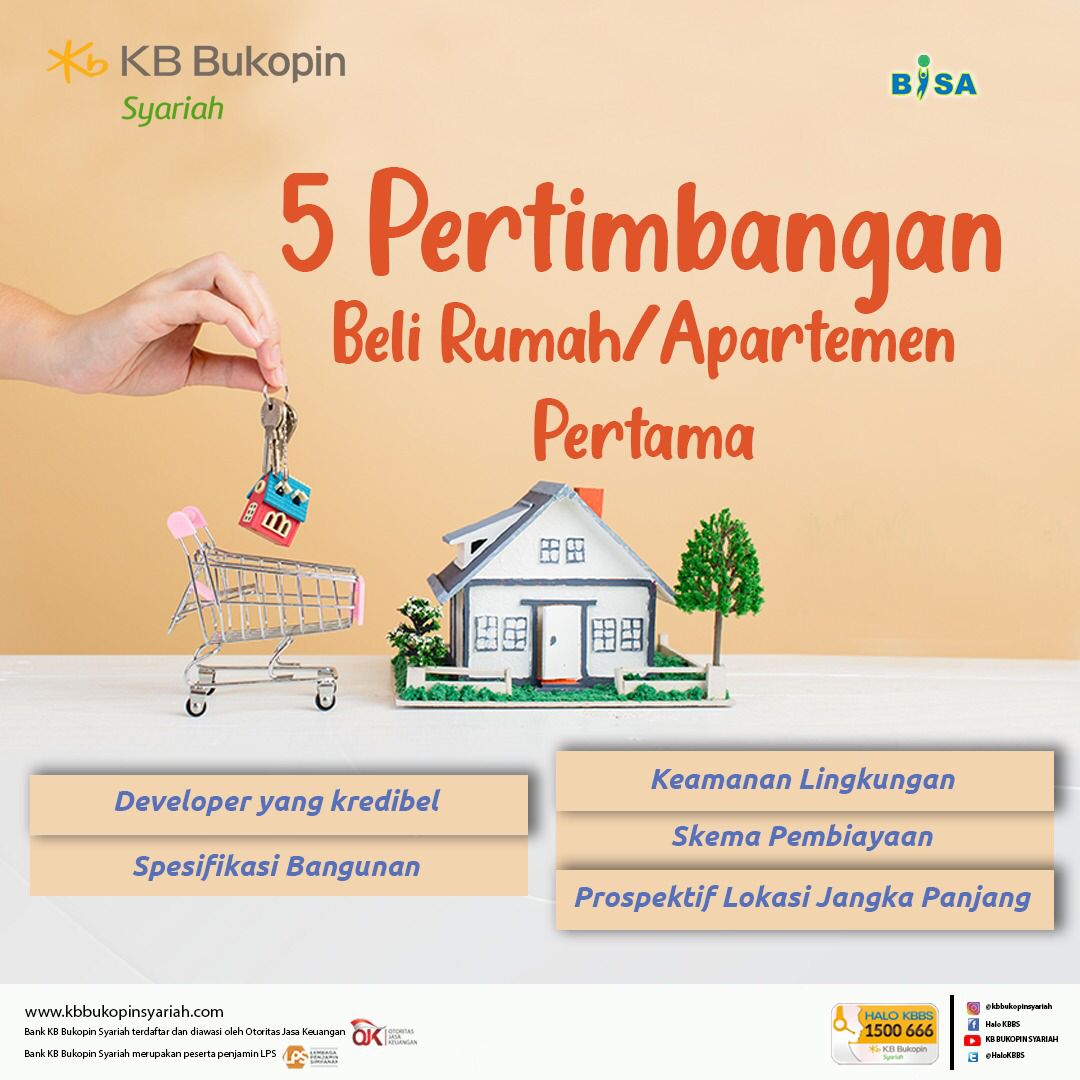 KB Bukopin
Syariah
BISA
5 Pertimbangan
Beli Rumah/Apartemen
Pertama
Developer yang kredibel
Spesifikasi Bangunan
Keamanan Lingkungan
Skema Pembiayaan
Prospektif Lokasi Jangka Panjang
www.kbbukopinsyariah.com
Bank KB Bukopin Syariah terdaftar dan diawasi oleh Otoritas Jasa Keuangan
OJK
OTORITAS
JASA
KEUANGAN
Bank KB Bukopin Syariah merupakan peserta penjamin LPS
LPS
LEMBAGA
PENJAMIN
SIMPANAN
HALO KBBS
1500 666
KB Bukopin
Syariah
@kbbukopinsyariah
Halo KBBS
KB BUKOPIN SYARIAH
@HaloKBBS